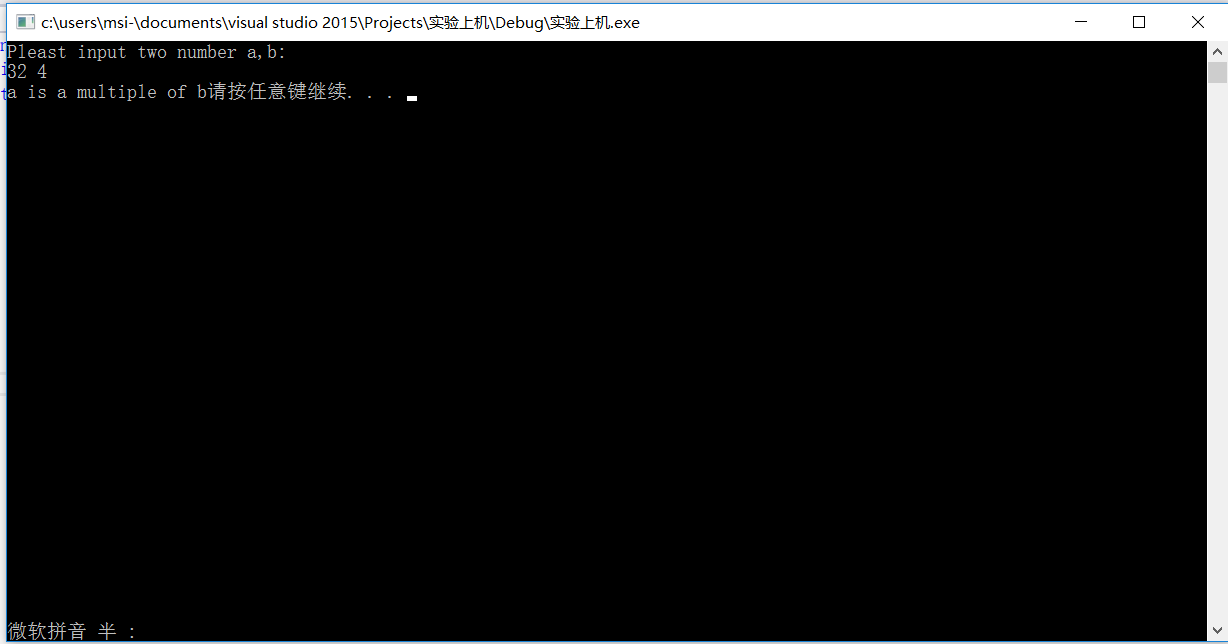 c:\users\msi-\documents\visual studio 2015\Projects\实验上机\Debug\实验上机.exe
Pleast input two number a,b:
32 4
a is a multiple of b请按任意键继续. . .
微软拼音 半 :